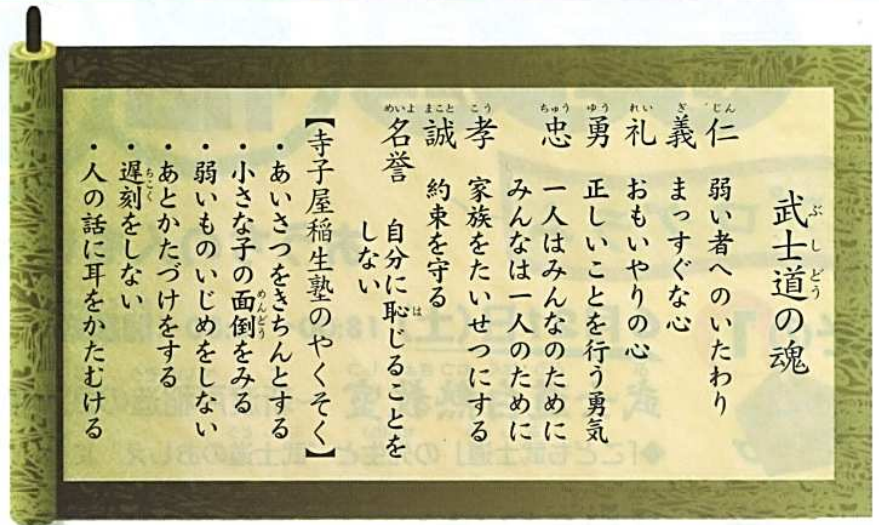 武士道の魂
仁 弱い者へのいたわり
義 まっすぐな心
礼 おもいやりの心
勇 正しいことを行う勇気
忠 一人はみんなのために
みんなは一人のために
孝 家族をたいせつにする
誠 約束を守る
名誉 自分に恥じることを
しない
【寺子屋稲生塾のやくそく】
・あいさつをきちんとする
・小さな子の面倒をみる
・弱いものいじめをしない
・あとかたづけをする
・遅刻をしない
・人の話に耳をかたむける